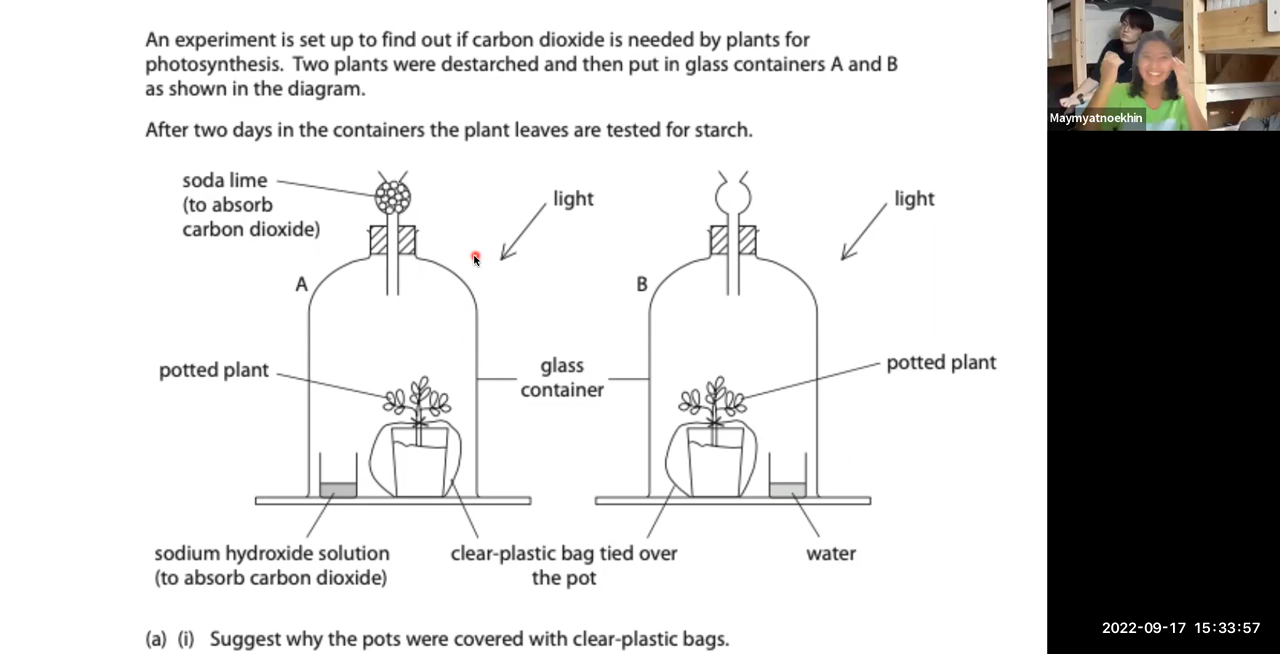 An experiment is set up to find out if carbon dioxide is needed by plants for
photosynthesis. Two plants were destarched and then put in glass containers A and B
as shown in the diagram.
After two days in the containers the plant leaves are tested for starch.
soda lime
(to absorb
carbon dioxide)
light
light
A
B
potted plant
glass
container
potted plant
sodium hydroxide solution
(to absorb carbon dioxide)
clear-plastic bag tied over
the pot
water
(a) (i) Suggest why the pots were covered with clear-plastic bags.
Maymyatnoekhin
2022-09-17 15:33:57